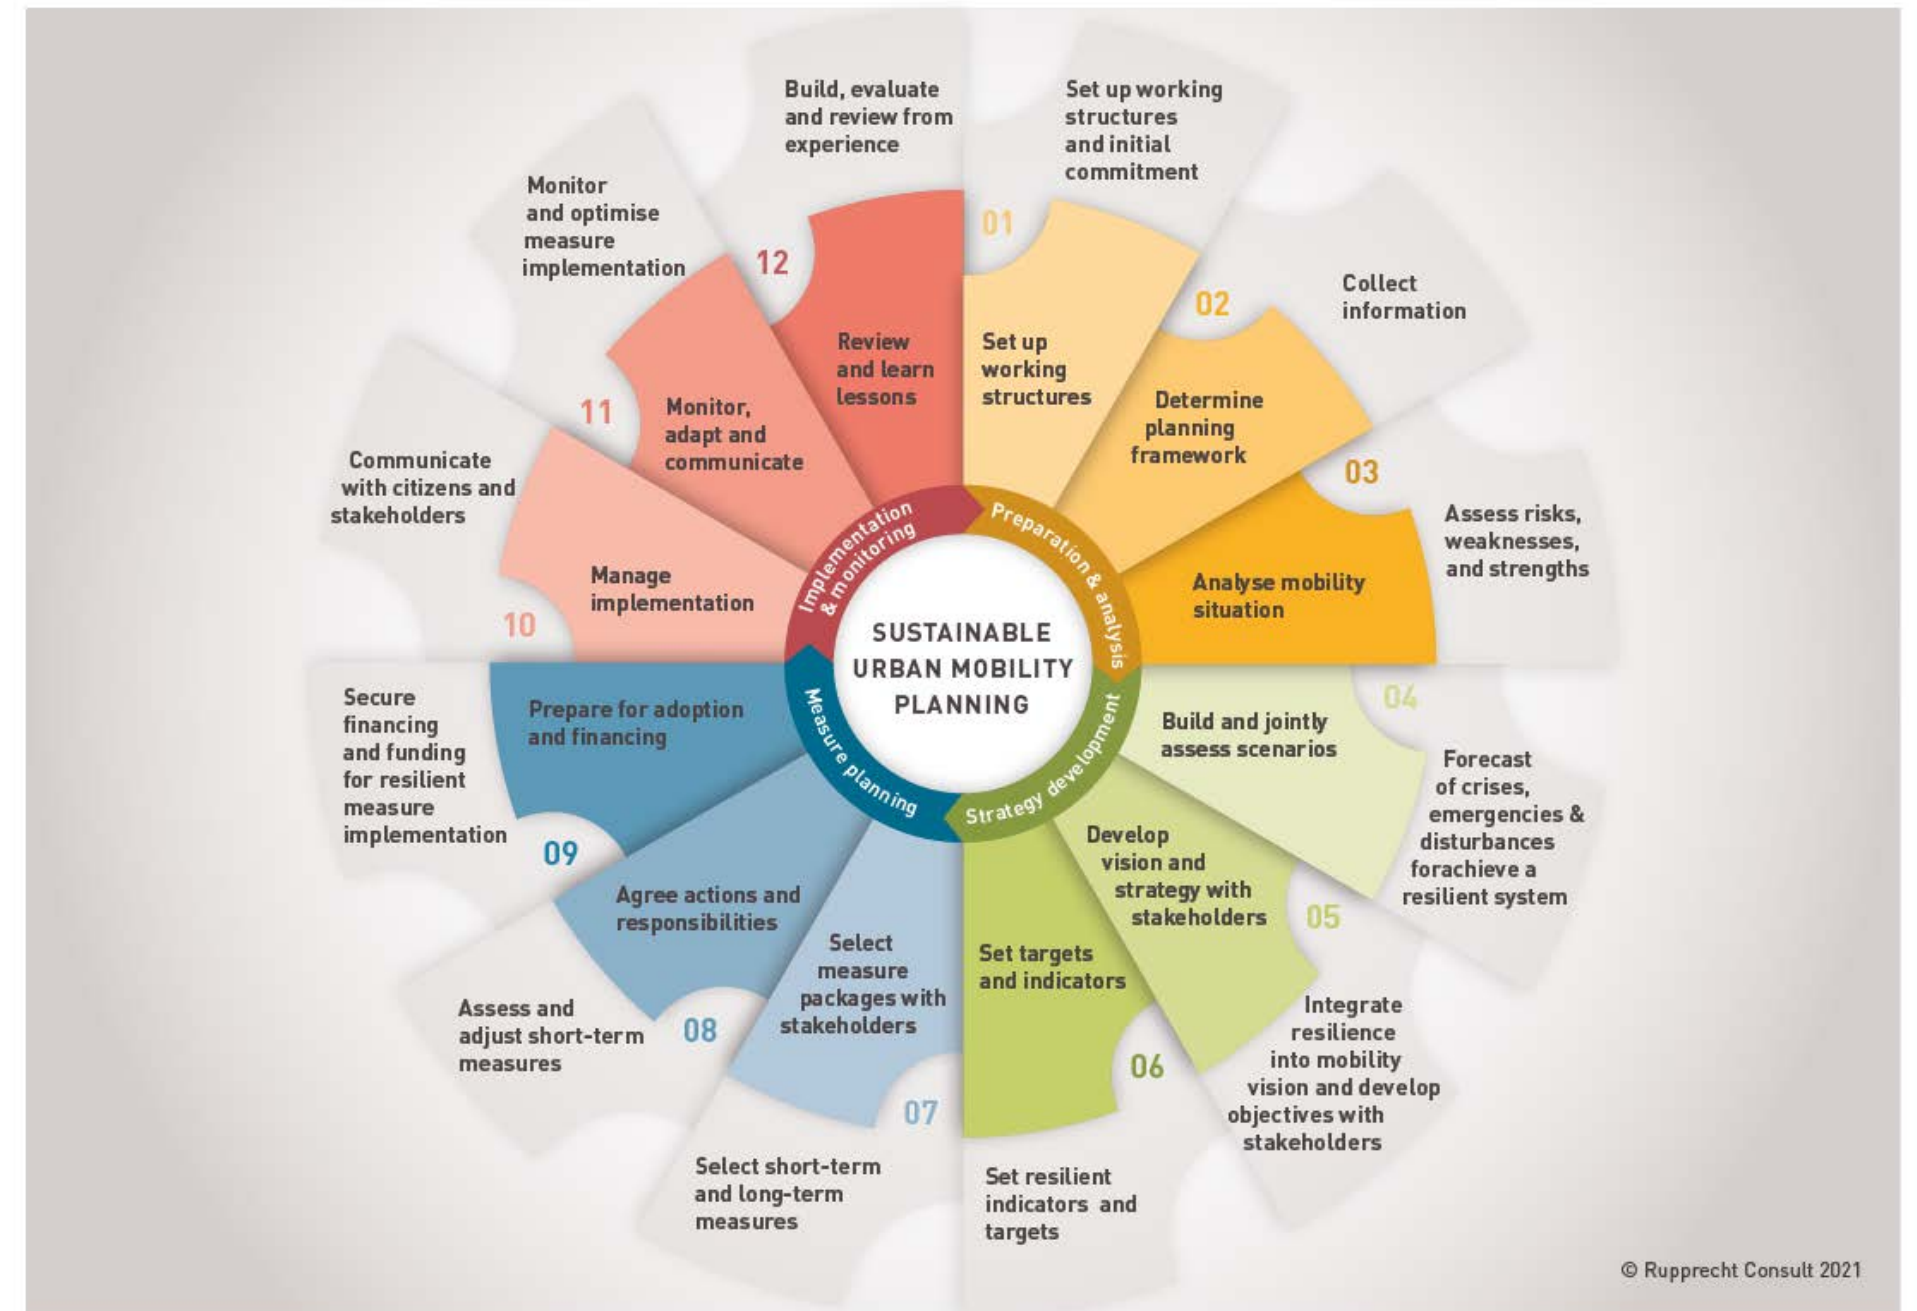 SUSTAINABLE
URBAN MOBILITY
PLANNING
Preparation & analysis
Strategy development
Measure planning
Implementation
& monitoring
01
Set up
working
structures
Set up working
structures
and initial
commitment
02
Determine
planning
framework
Collect
information
03
Analyse mobility
situation
Assess risks,
weaknesses,
and strengths
04
Build and jointly
assess scenarios
Forecast
of crises,
emergencies &
disturbances
forachieve a
resilient system
05
Develop
vision and
strategy with
stakeholders
Integrate
resilience
into mobility
vision and develop
objectives with
stakeholders
06
Set targets
and indicators
Set resilient
indicators and
targets
07
Select
measure
packages with
stakeholders
Select short-term
and long-term
measures
08
Agree actions and
responsibilities
Assess and
adjust short-term
measures
09
Prepare for adoption
and financing
Secure
financing
and funding
for resilient
measure
implementation
10
Manage
implementation
Communicate
with citizens and
stakeholders
11
Monitor,
adapt and
communicate
Monitor
and optimise
measure
implementation
12
Review
and learn
lessons
Build, evaluate
and review from
experience
© Rupprecht Consult 2021